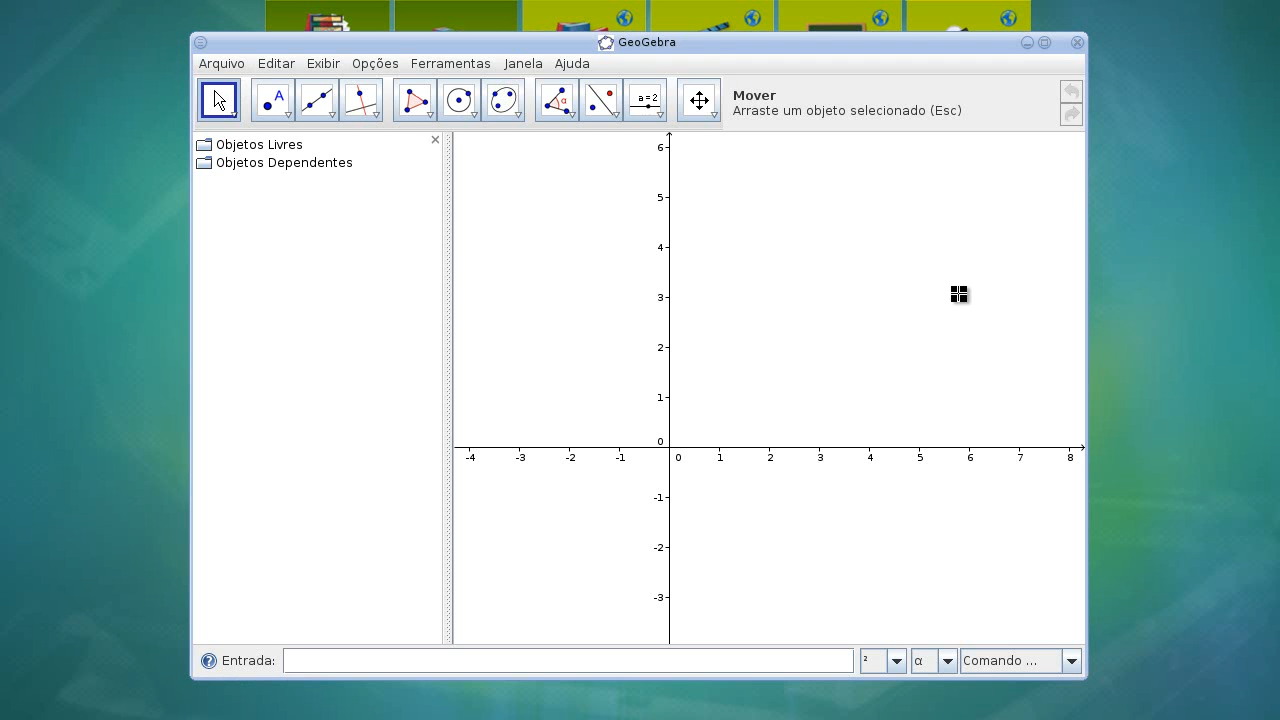 GeoGebra
Arquivo Editar Exibir Opções Ferramentas Janela Ajuda
A
α
a=2
Mover
Arraste um objeto selecionado (Esc)
Objetos Livres
Objetos Dependentes
6
5
4
3
2
1
0
-4 -3 -2 -1 0 1 2 3 4 5 6 7 8
-1
-2
-3
Entrada: ² α Comando ...